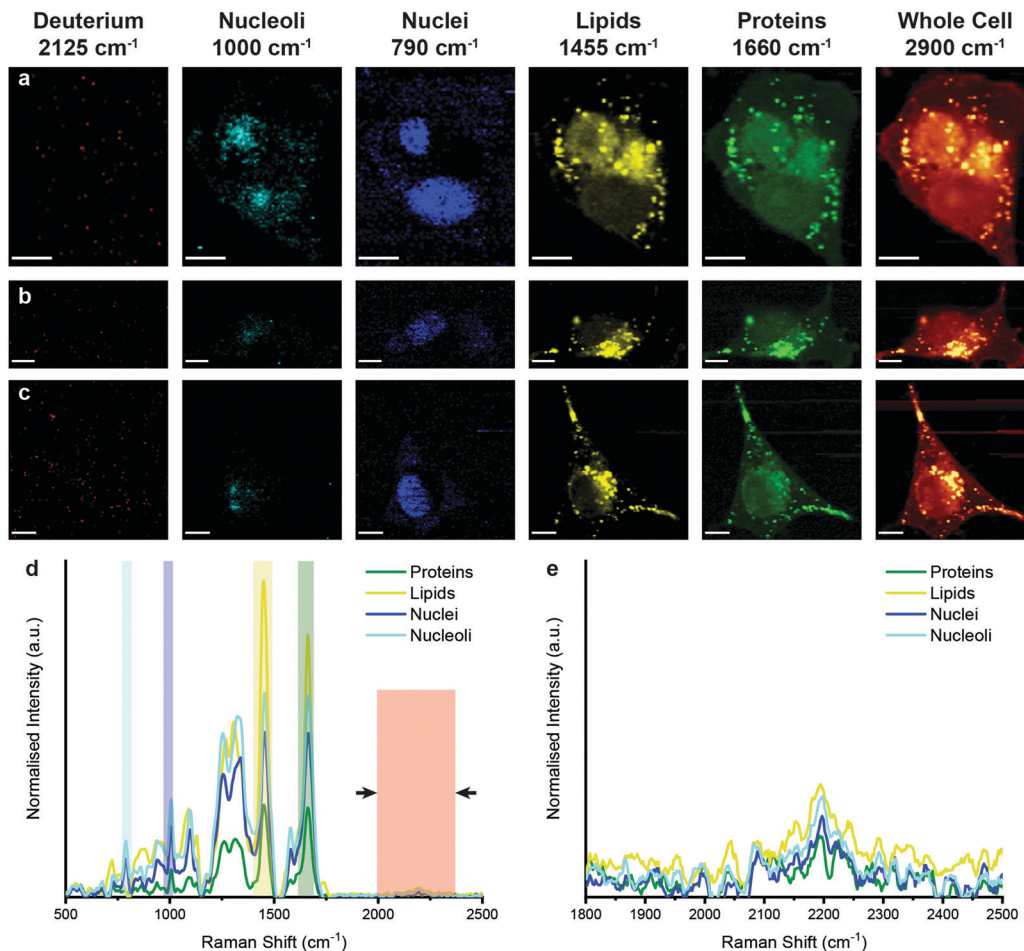 Deuterium Nucleoli Nuclei Lipids Proteins Whole Cell
2125 cm⁻¹ 1000 cm⁻¹ 790 cm⁻¹ 1455 cm⁻¹ 1660 cm⁻¹ 2900 cm⁻¹
a
b
c
d
Proteins
Lipids
Nuclei
Nucleoli
Normalised Intensity (a.u.)
500 1000 1500 2000 2500
Raman Shift (cm⁻¹)
e
Proteins
Lipids
Nuclei
Nucleoli
Normalised Intensity (a.u.)
1800 1900 2000 2100 2200 2300 2400 2500
Raman Shift (cm⁻¹)